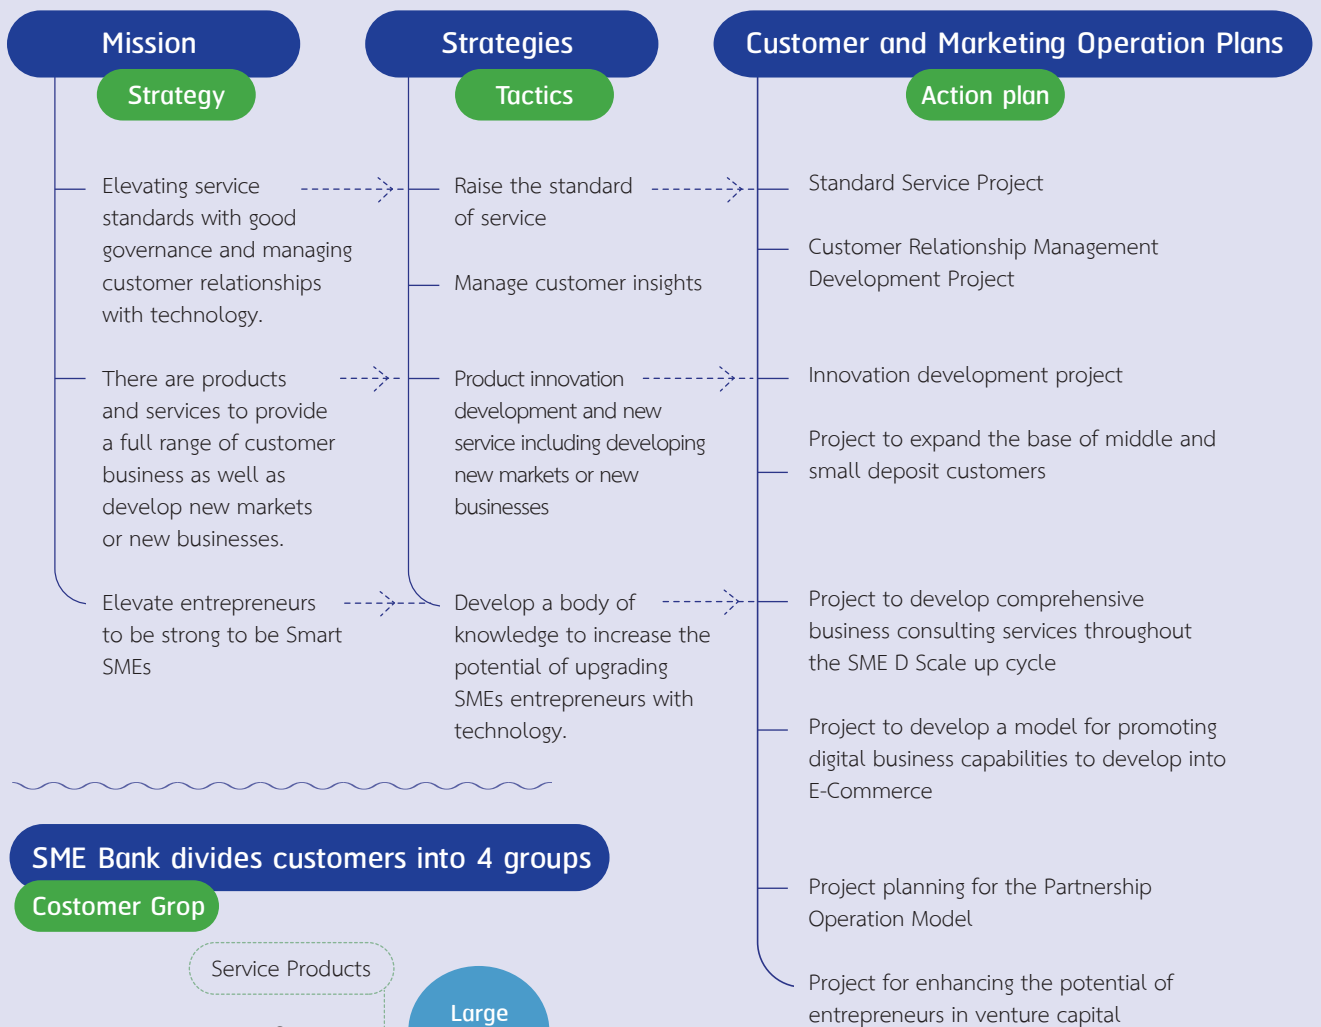 Mission
Strategy
Elevating service
standards with good
governance and managing
customer relationships
with technology.
There are products
and services to provide
a full range of customer
business as well as
develop new markets
or new businesses.
Elevate entrepreneurs
to be strong to be Smart
SMEs
Strategies
Tactics
Raise the standard
of service
Manage customer insights
Product innovation
development and new
service including developing
new markets or new
businesses
Develop a body of
knowledge to increase the
potential of upgrading
SMEs entrepreneurs with
technology.
Customer and Marketing Operation Plans
Action plan
Standard Service Project
Customer Relationship Management
Development Project
Innovation development project
Project to expand the base of middle and
small deposit customers
Project to develop comprehensive
business consulting services throughout
the SME D Scale up cycle
Project to develop a model for promoting
digital business capabilities to develop into
E-Commerce
Project planning for the Partnership
Operation Model
Project for enhancing the potential of
entrepreneurs in venture capital
SME Bank divides customers into 4 groups
Costomer Grop
Service Products
Large